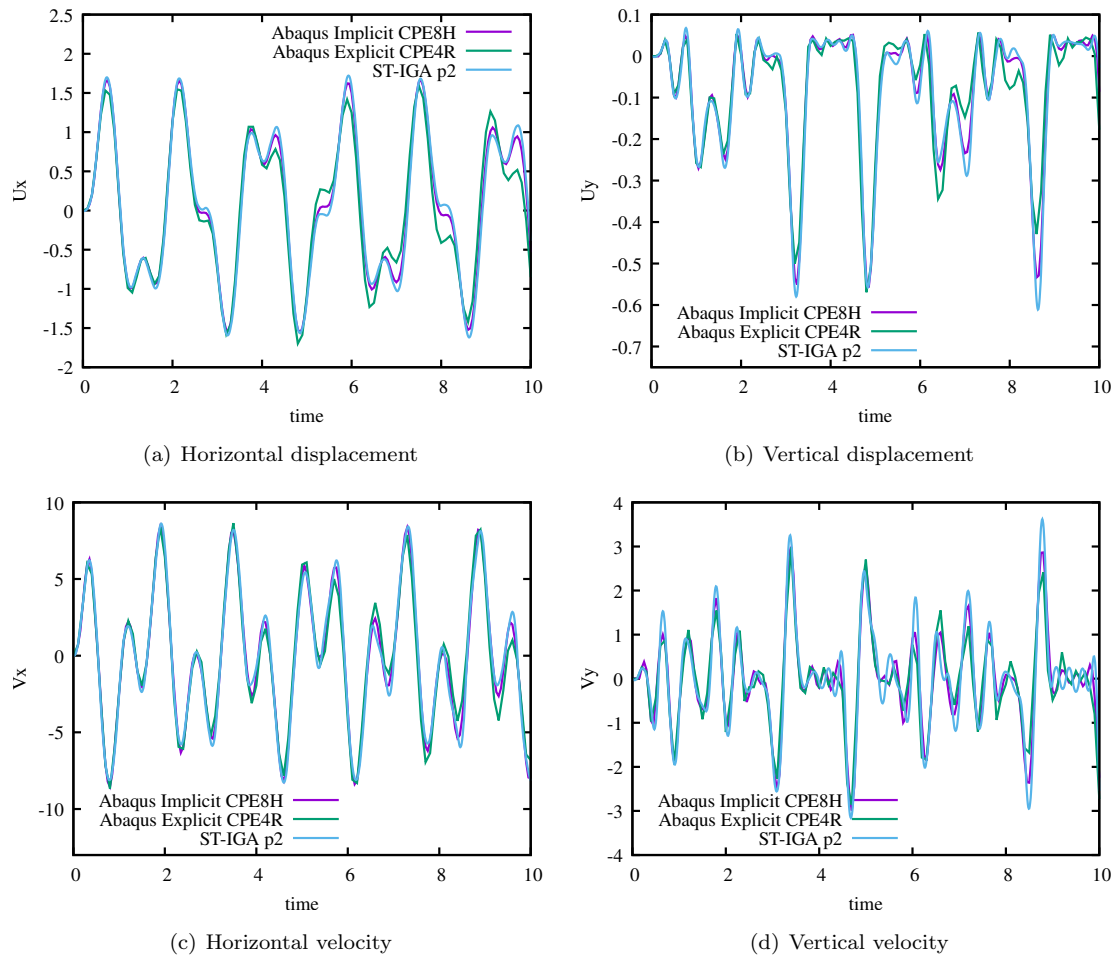 2.5
2
1.5
1
0.5
0
-0.5
-1
-1.5
-2
Ux
0 2 4 6 8 10
time
Abaqus Implicit CPE8H
Abaqus Explicit CPE4R
ST-IGA p2
(a) Horizontal displacement
0.1
0
-0.1
-0.2
-0.3
-0.4
-0.5
-0.6
-0.7
Uy
0 2 4 6 8 10
time
Abaqus Implicit CPE8H
Abaqus Explicit CPE4R
ST-IGA p2
(b) Vertical displacement
10
5
0
-5
-10
Vx
0 2 4 6 8 10
time
Abaqus Implicit CPE8H
Abaqus Explicit CPE4R
ST-IGA p2
(c) Horizontal velocity
4
3
2
1
0
-1
-2
-3
-4
Vy
0 2 4 6 8 10
time
Abaqus Implicit CPE8H
Abaqus Explicit CPE4R
ST-IGA p2
(d) Vertical velocity